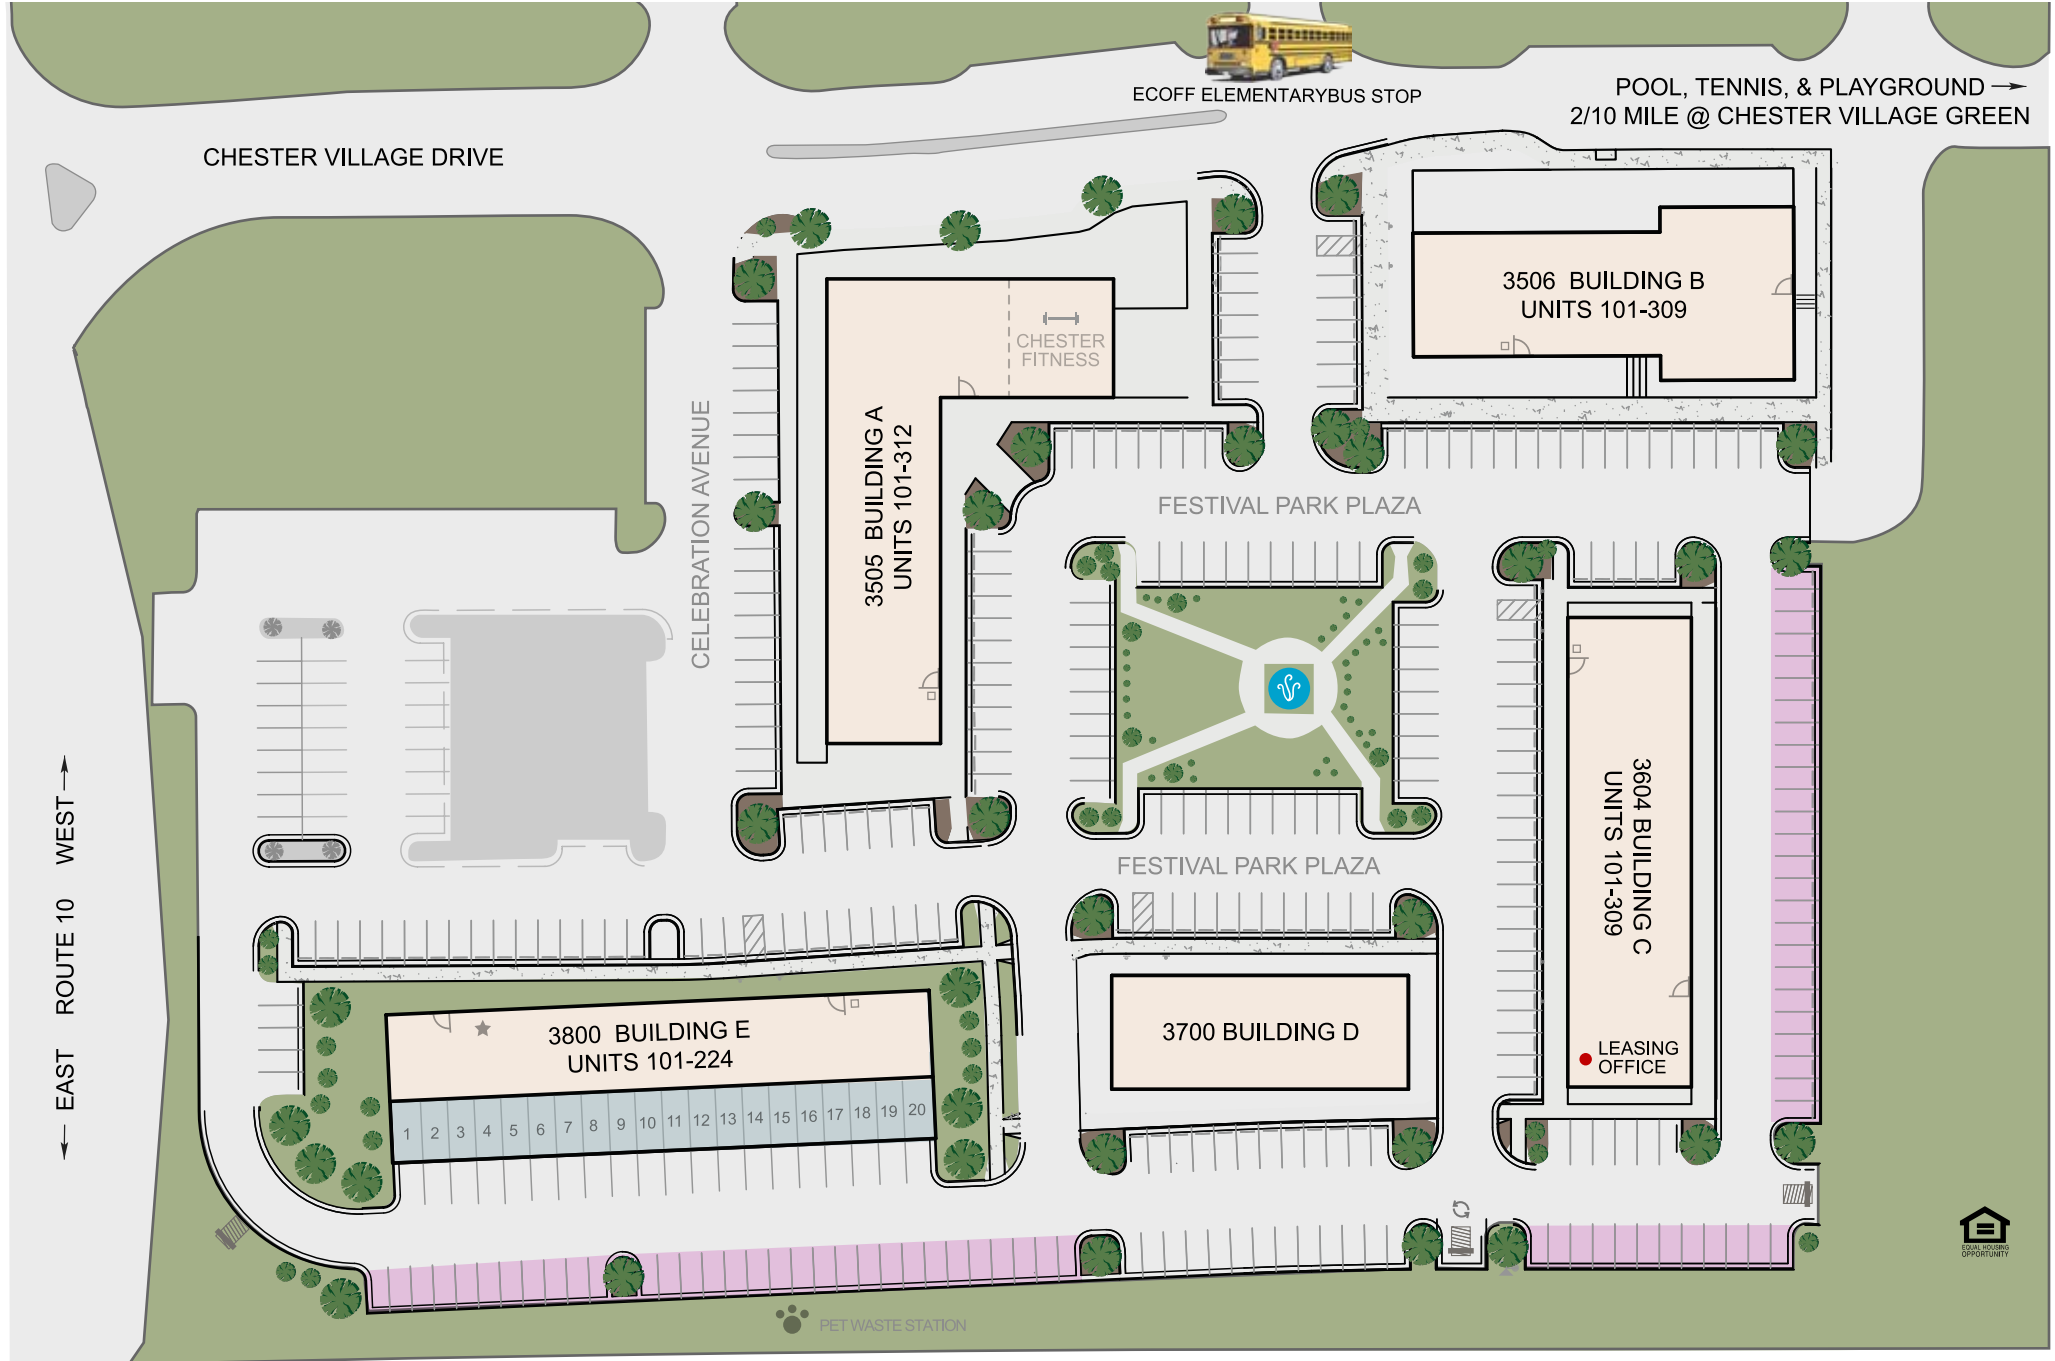 ECOFF ELEMENTARYBUS STOP
POOL, TENNIS, & PLAYGROUND →
2/10 MILE @ CHESTER VILLAGE GREEN
CHESTER VILLAGE DRIVE
3506 BUILDING B
UNITS 101-309
CHESTER
FITNESS
3505 BUILDING A
UNITS 101-312
CELEBRATION AVENUE
FESTIVAL PARK PLAZA
3604 BUILDING C
UNITS 101-309
LEASING
OFFICE
FESTIVAL PARK PLAZA
3700 BUILDING D
3800 BUILDING E
UNITS 101-224
1 2 3 4 5 6 7 8 9 10 11 12 13 14 15 16 17 18 19 20
← EAST ROUTE 10 WEST →
PET WASTE STATION
EQUAL HOUSING
OPPORTUNITY